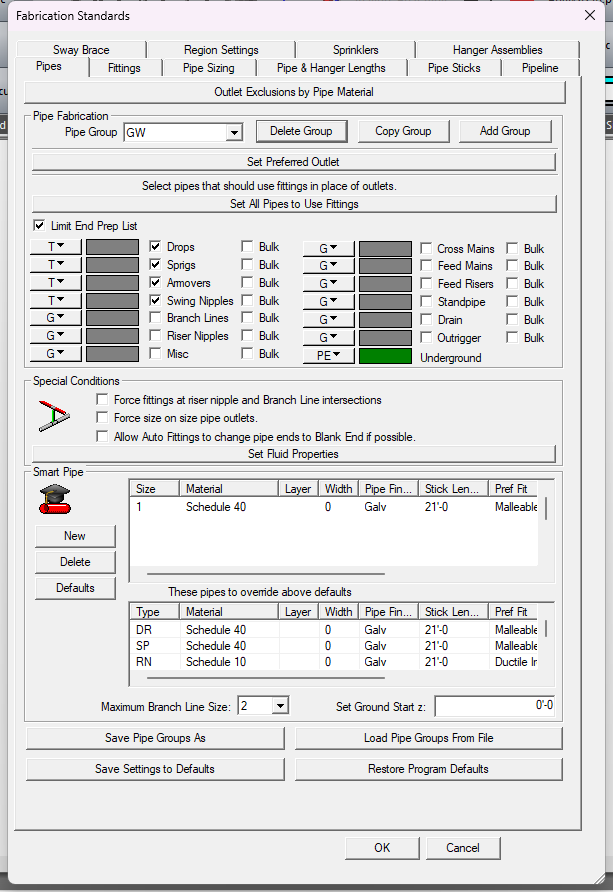 Fabrication Standards
Sway Brace Region Settings Sprinklers Hanger Assemblies
Pipes Fittings Pipe Sizing Pipe & Hanger Lengths Pipe Sticks Pipeline
Outlet Exclusions by Pipe Material
Pipe Fabrication
Pipe Group GW Delete Group Copy Group Add Group
Set Preferred Outlet
Select pipes that should use fittings in place of outlets.
Set All Pipes to Use Fittings
Limit End Prep List
T Drops Bulk G Cross Mains Bulk
T Sprigs Bulk G Feed Mains Bulk
T Armovers Bulk G Feed Risers Bulk
T Swing Nipples Bulk G Standpipe Bulk
G Branch Lines Bulk G Drain Bulk
G Riser Nipples Bulk G Outrigger Bulk
G Misc Bulk PE Underground
Special Conditions
Force fittings at riser nipple and Branch Line intersections
Force size on size pipe outlets.
Allow Auto Fittings to change pipe ends to Blank End if possible.
Set Fluid Properties
Smart Pipe
Size Material Layer Width Pipe Fin... Stick Len... Pref Fit
1 Schedule 40 0 Galv 21'-0 Malleable
New
Delete
Defaults
These pipes to override above defaults
Type Material Layer Width Pipe Fin... Stick Len... Pref Fit
DR Schedule 40 0 Galv 21'-0 Malleable
SP Schedule 40 0 Galv 21'-0 Malleable
RN Schedule 10 0 Galv 21'-0 Ductile Ir
Maximum Branch Line Size: 2 Set Ground Start z: 0'-0
Save Pipe Groups As Load Pipe Groups From File
Save Settings to Defaults Restore Program Defaults
OK Cancel